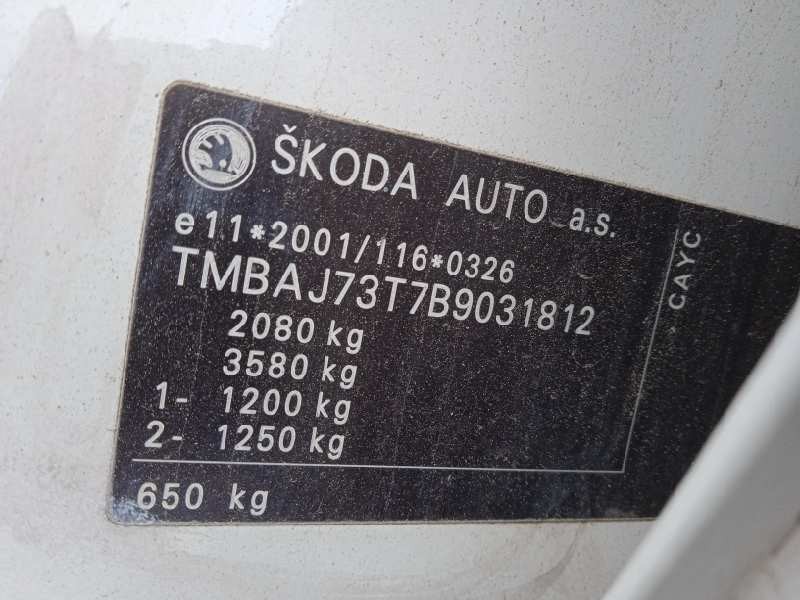 ŠKODA AUTO a.s.
e11*2001/116*0326
TMBAJ73T7B9031812
2080 kg
3580 kg
1- 1200 kg
2- 1250 kg
650 kg
CAYC